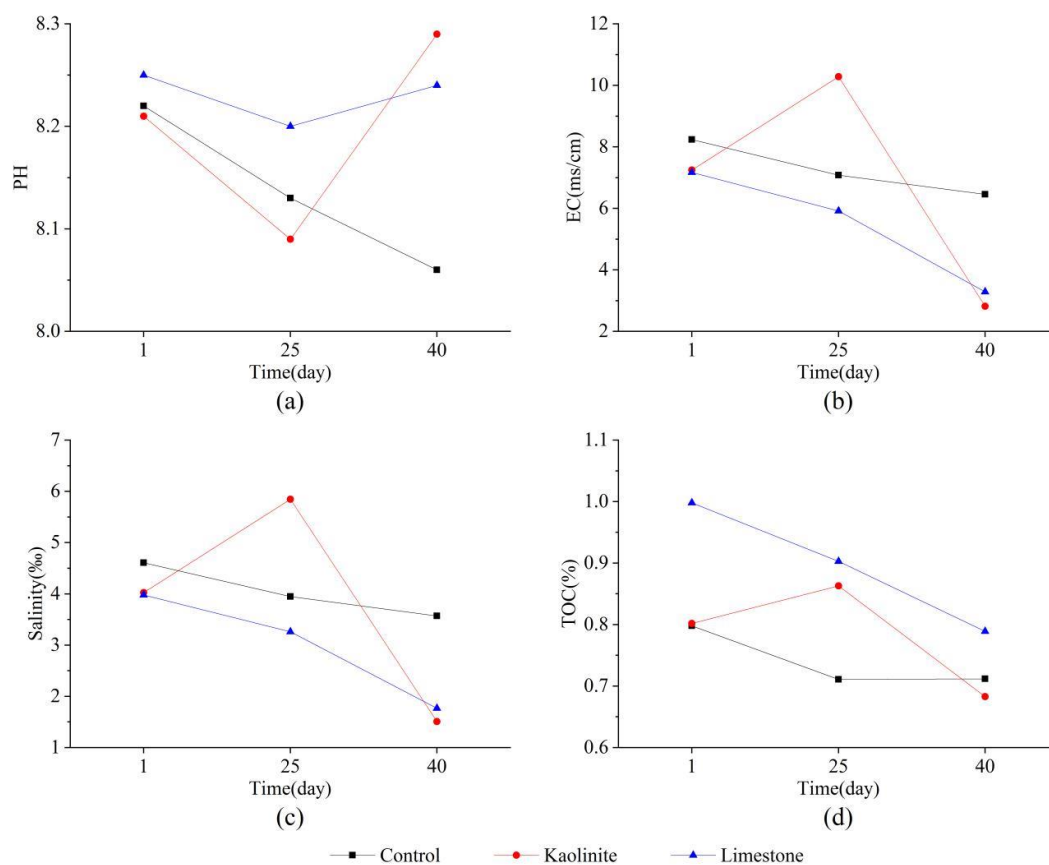 8.3
8.2
8.1
8.0
PH
1 25 40
Time(day)
(a)
12
10
8
6
4
2
EC(ms/cm)
1 25 40
Time(day)
(b)
7
6
5
4
3
2
1
Salinity(‰)
1 25 40
Time(day)
(c)
1.1
1.0
0.9
0.8
0.7
0.6
TOC(%)
1 25 40
Time(day)
(d)
Control Kaolinite Limestone